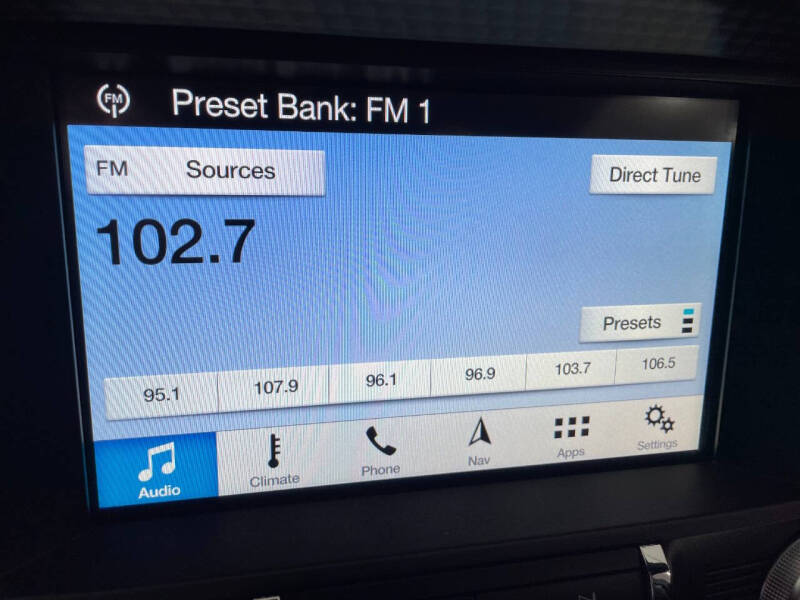 FM Preset Bank: FM 1
FM Sources Direct Tune
102.7
Presets
95.1 107.9 96.1 96.9 103.7 106.5
Audio Climate Phone Nav Apps Settings